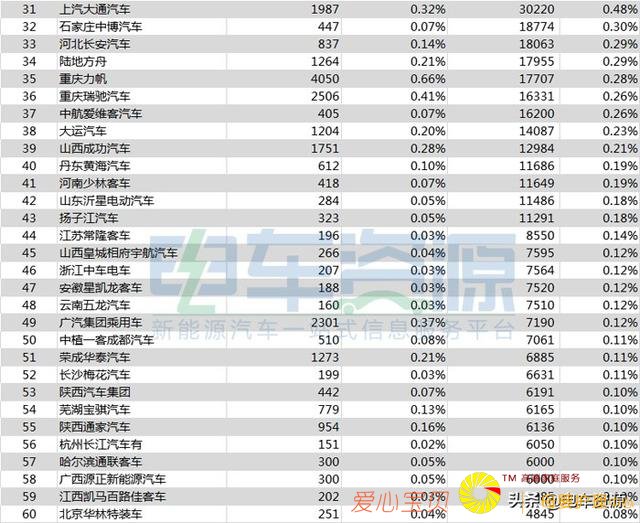 31 上汽大通汽车 1987 0.32% 30220 0.48%
32 石家庄中博汽车 447 0.07% 18774 0.30%
33 河北长安汽车 837 0.14% 18063 0.29%
34 陆地方舟 1264 0.21% 17955 0.29%
35 重庆力帆 4050 0.66% 17707 0.28%
36 重庆瑞驰汽车 2506 0.41% 16331 0.26%
37 中航爱维客汽车 405 0.07% 16200 0.26%
38 大运汽车 1204 0.20% 14087 0.23%
39 山西成功汽车 1751 0.28% 12984 0.21%
40 丹东黄海汽车 612 0.10% 11686 0.19%
41 河南少林客车 418 0.07% 11649 0.19%
42 山东沂星电动汽车 284 0.05% 11486 0.18%
43 扬子江汽车 323 0.05% 11291 0.18%
44 江苏常隆客车 196 0.03% 8550 0.14%
45 山西皇城相府宇航汽车 266 0.04% 7595 0.12%
46 浙江中车电车 207 0.03% 7564 0.12%
47 安徽星凯龙客车 188 0.03% 7520 0.12%
48 云南五龙汽车 160 0.03% 7510 0.12%
49 广汽集团乘用车 2301 0.37% 7190 0.12%
50 中植一客成都汽车 510 0.08% 7061 0.11%
51 荣成华泰汽车 1273 0.21% 6885 0.11%
52 长沙梅花汽车 199 0.03% 6631 0.11%
53 陕西汽车集团 442 0.07% 6191 0.10%
54 芜湖宝骐汽车 779 0.13% 6165 0.10%
55 陕西通家汽车 954 0.16% 6136 0.10%
56 杭州长江汽车有 151 0.02% 6050 0.10%
57 哈尔滨通联客车 300 0.05% 6000 0.10%
58 广西源正新能源汽车 300 0.05% 6000 0.10%
59 江西凯马百路佳客车 202 0.03%
60 北京华林特装车 251 0.04% 4845 0.08%
电车资源
新能源汽车一站式信息服务平台
爱心宝贝
TM
头条@电车资源